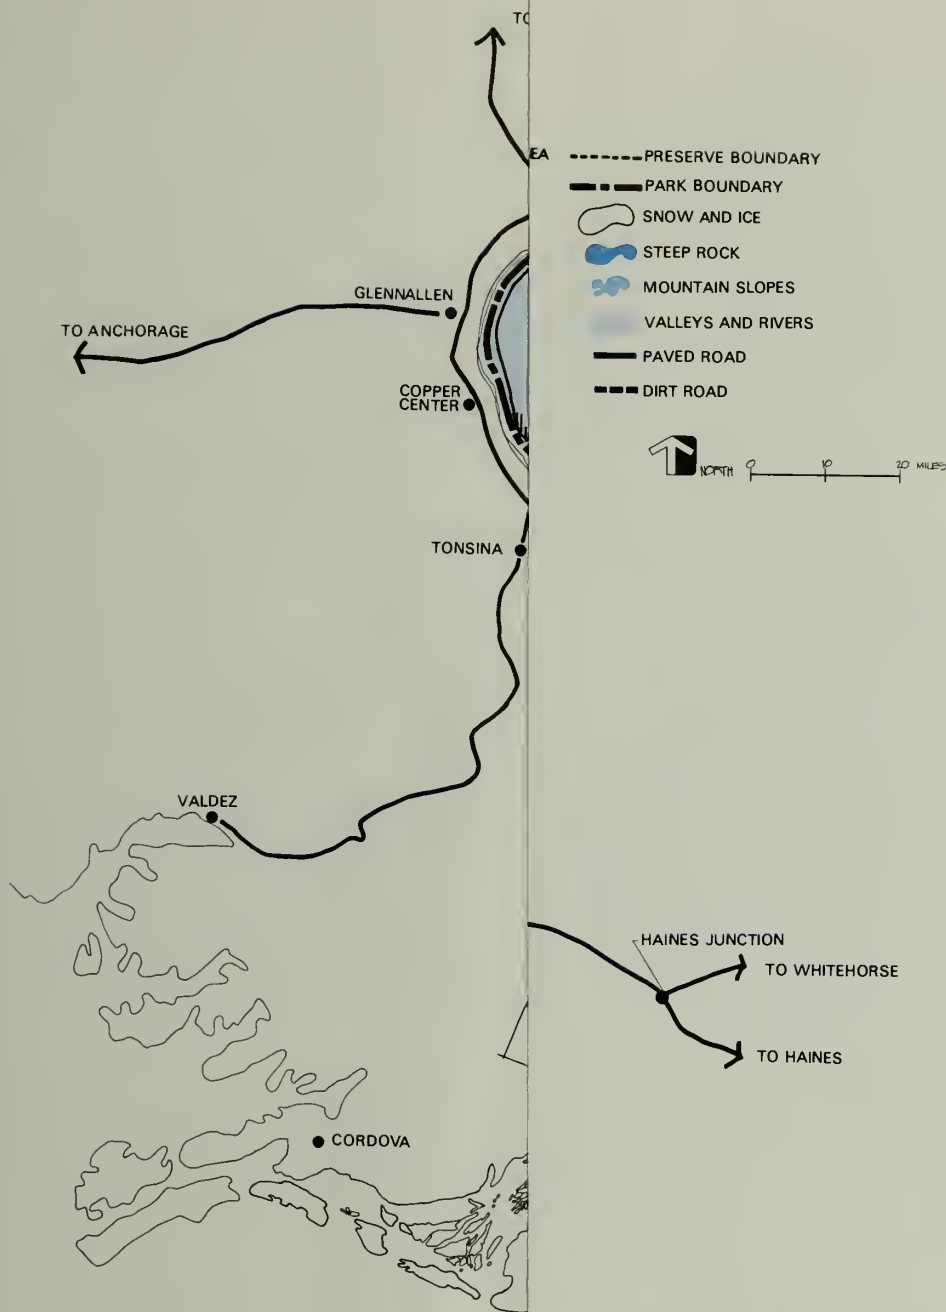 TO
EA
PRESERVE BOUNDARY
PARK BOUNDARY
SNOW AND ICE
STEEP ROCK
MOUNTAIN SLOPES
VALLEYS AND RIVERS
PAVED ROAD
DIRT ROAD
GLENNALLEN
TO ANCHORAGE
COPPER
CENTER
NORTH 0 10 20 MILES
TONSINA
VALDEZ
HAINES JUNCTION
TO WHITEHORSE
TO HAINES
CORDOVA